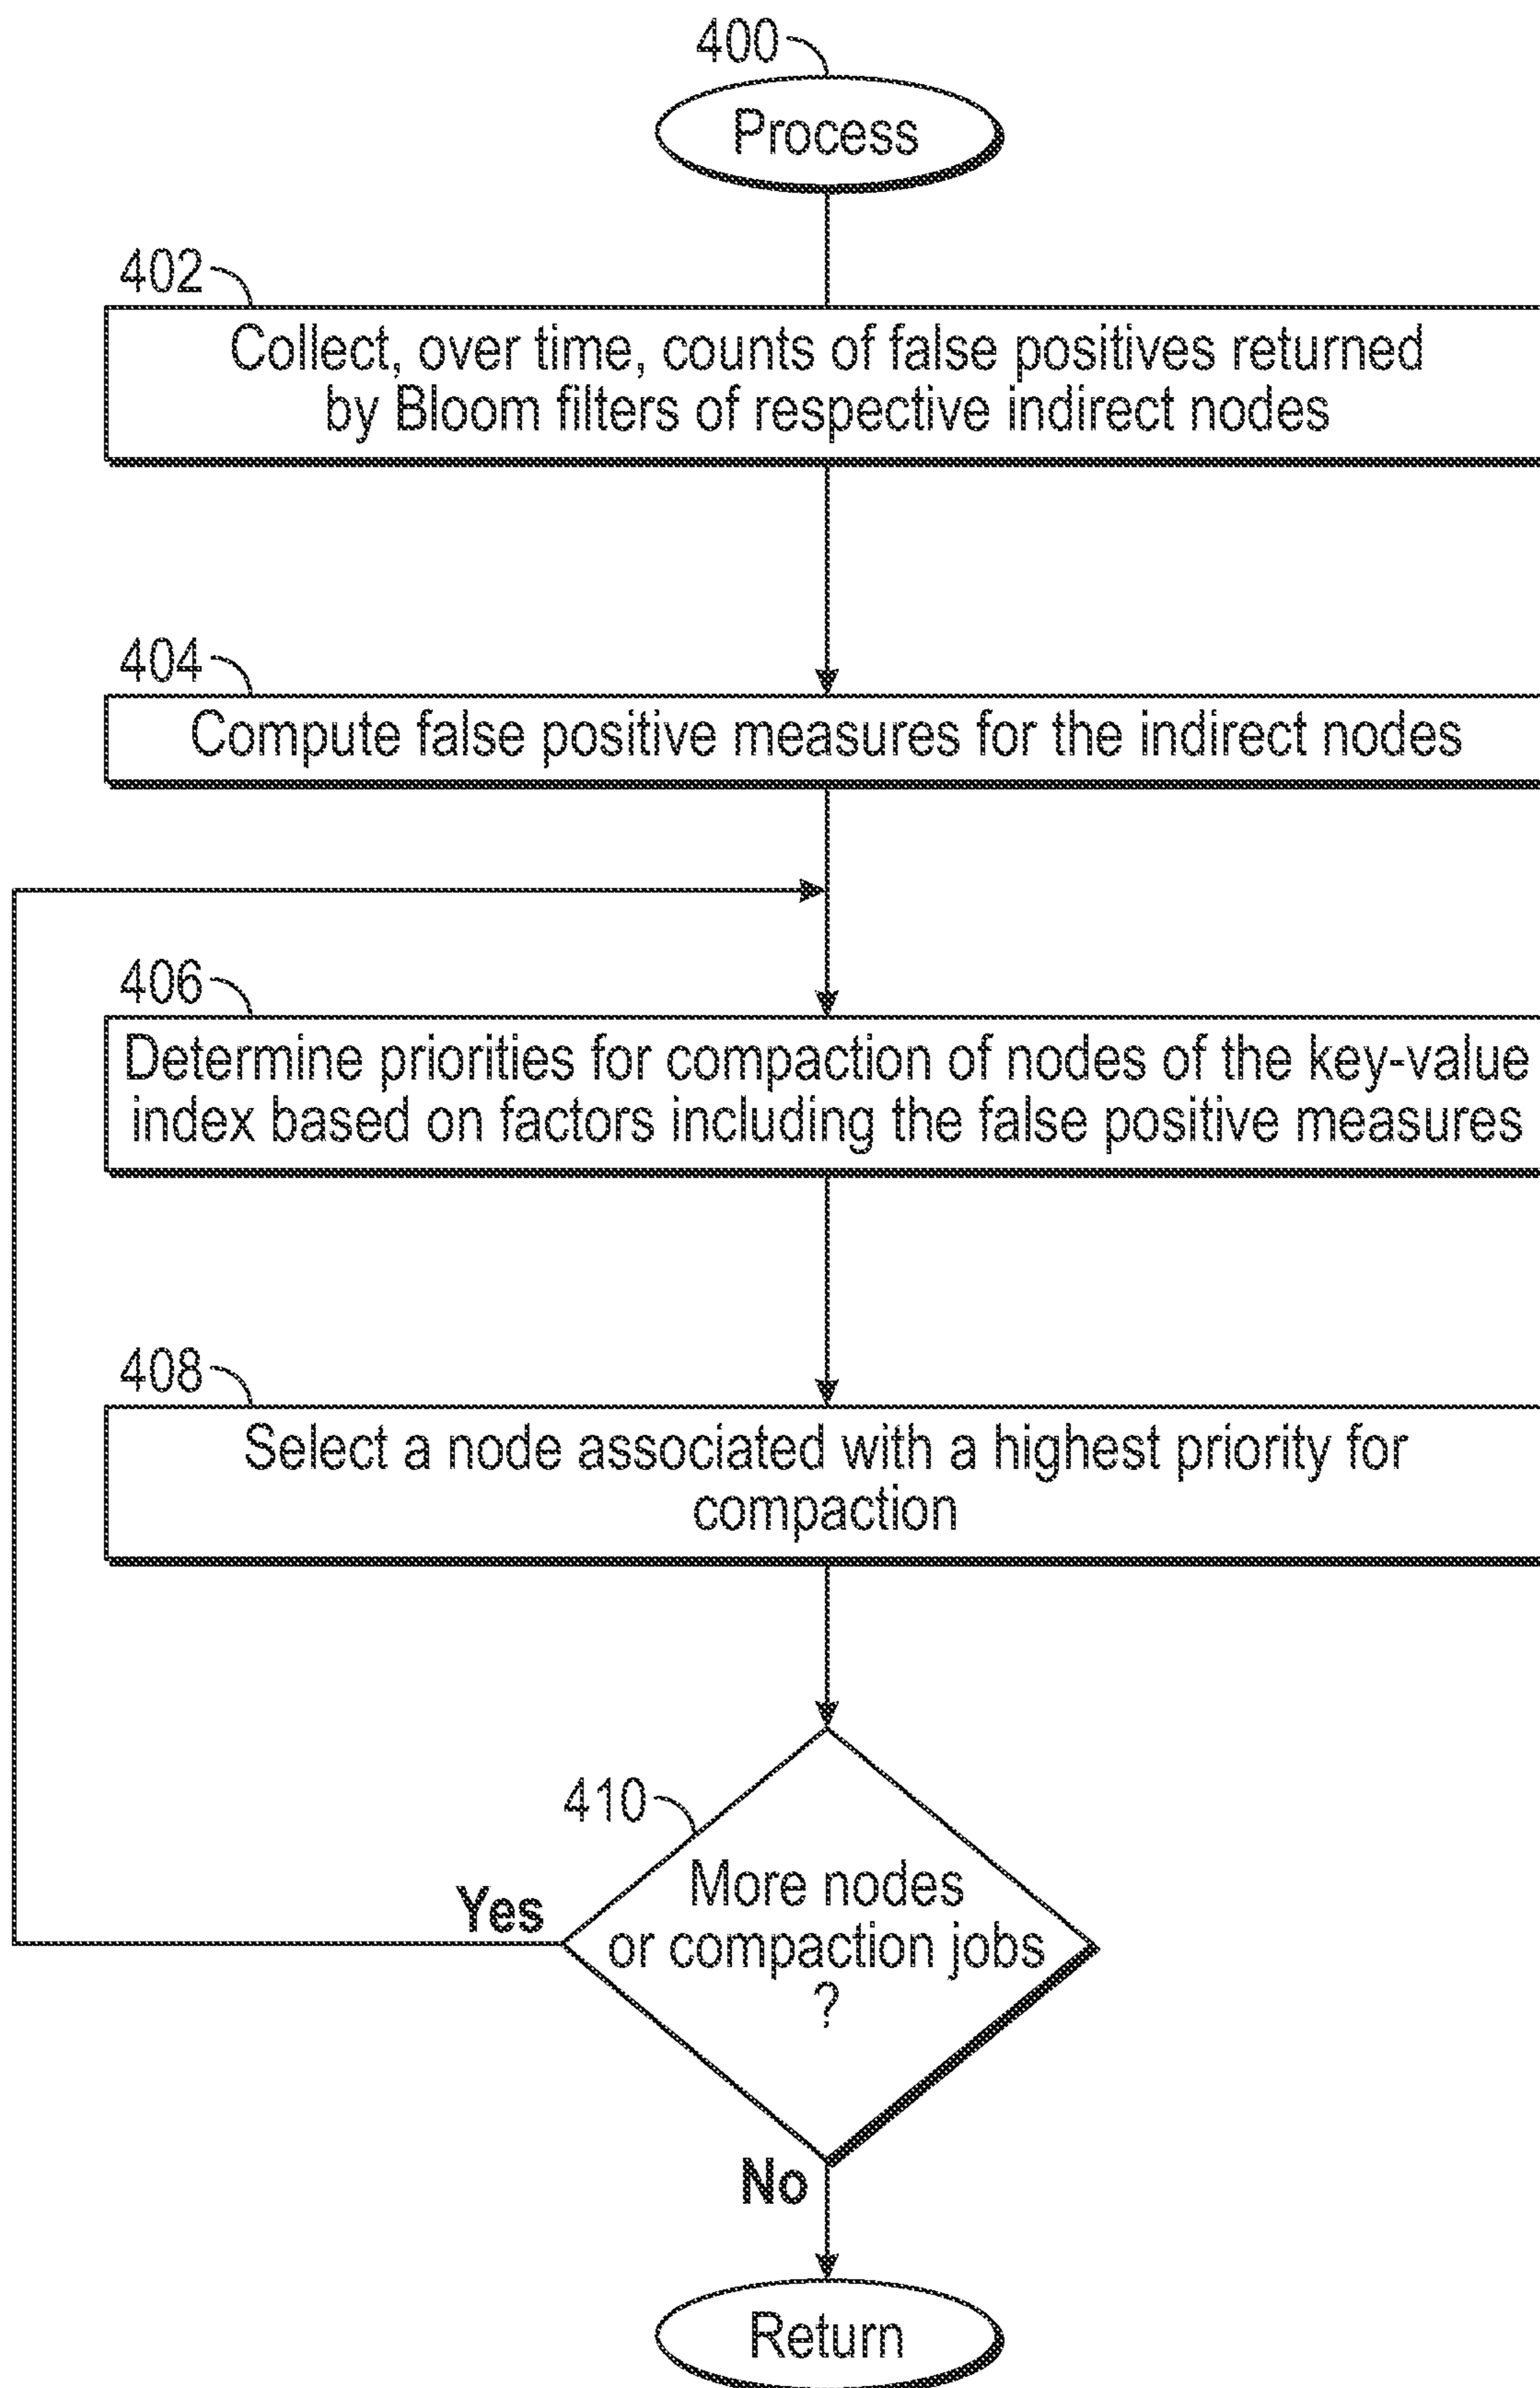 400
Process
402
Collect, over time, counts of false positives returned
by Bloom filters of respective indirect nodes
404
Compute false positive measures for the indirect nodes
406
Determine priorities for compaction of nodes of the key-value
index based on factors including the false positive measures
408
Select a node associated with a highest priority for
compaction
410
More nodes
or compaction jobs
?
Yes
No
Return